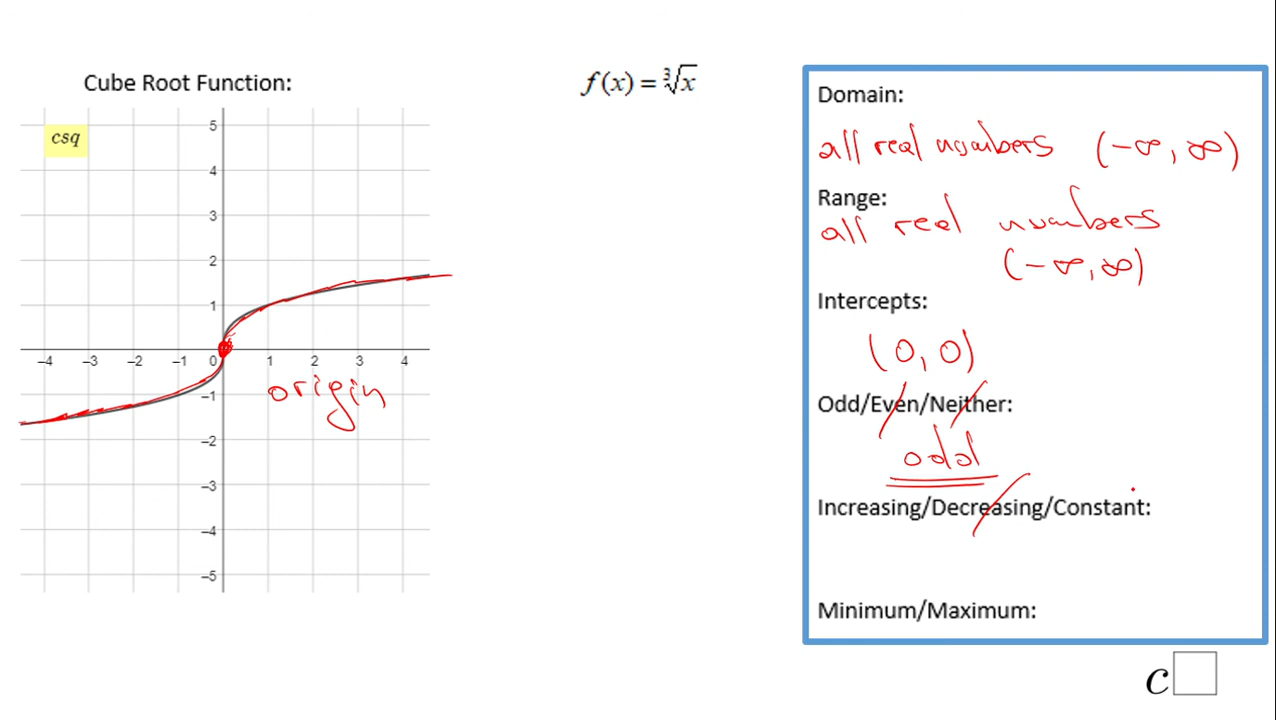 Cube Root Function:
f(x) = ∛x
csq
5
4
3
2
1
–4 –3 –2 –1 0 1 2 3 4
–1
–2
–3
–4
–5
origin
Domain:
all real numbers (-∞, ∞)
Range:
all real numbers
(-∞, ∞)
Intercepts:
(0, 0)
Odd/Even/Neither:
odd
Increasing/Decreasing/Constant:
Minimum/Maximum:
c